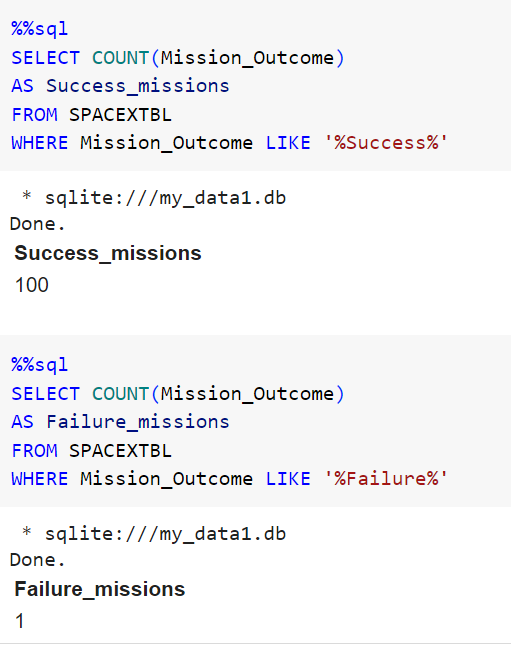 %%sql
SELECT COUNT(Mission_Outcome)
AS Success_missions
FROM SPACEXTBL
WHERE Mission_Outcome LIKE '%Success%'
* sqlite:///my_data1.db
Done.
Success_missions
100
%%sql
SELECT COUNT(Mission_Outcome)
AS Failure_missions
FROM SPACEXTBL
WHERE Mission_Outcome LIKE '%Failure%'
* sqlite:///my_data1.db
Done.
Failure_missions
1